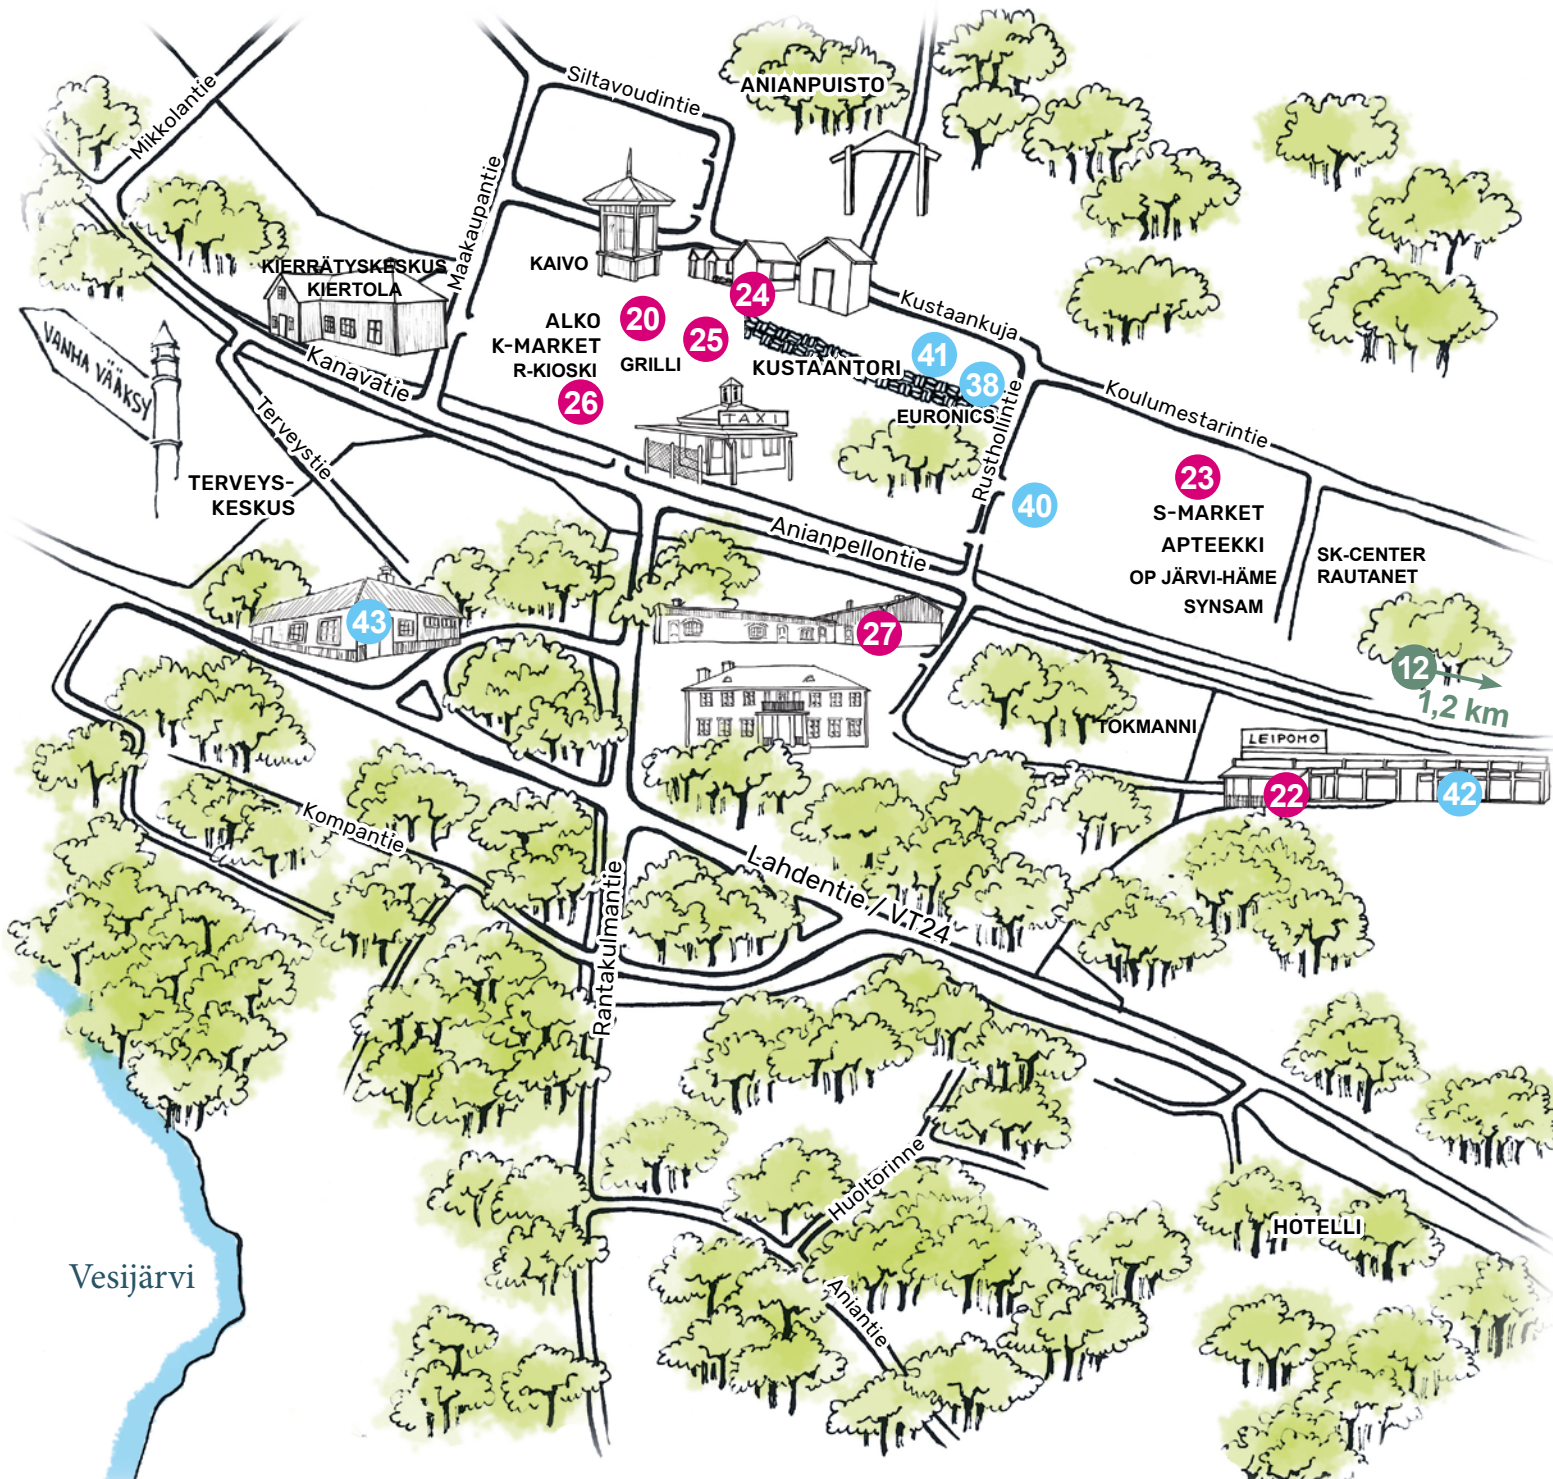 Siltavoudintie
ANIANPUISTO
Mikkolantie
Maakaupantie
KIERRÄTYSKESKUS
KIERTOLA
KAIVO
24
20
25
ALKO
K-MARKET
R-KIOSKI
GRILLI
26
KUSTAANTORI
Kustaankuja
41
38
EURONICS
TAXI
VANHA VÄÄKSY
Kanavatie
Terveystie
TERVEYS-
KESKUS
Rusthollintie
Koulumestarintie
40
23
S-MARKET
APTEEKKI
OP JÄRVI-HÄME
SYNSAM
SK-CENTER
RAUTANET
Anianpellontie
43
27
12
1,2 km
TOKMANNI
LEIPOMO
22
42
Kompantie
Lahdentie / VT24
Rantakulmantie
Huoltorinne
HOTELLI
Vesijärvi
Aniantie